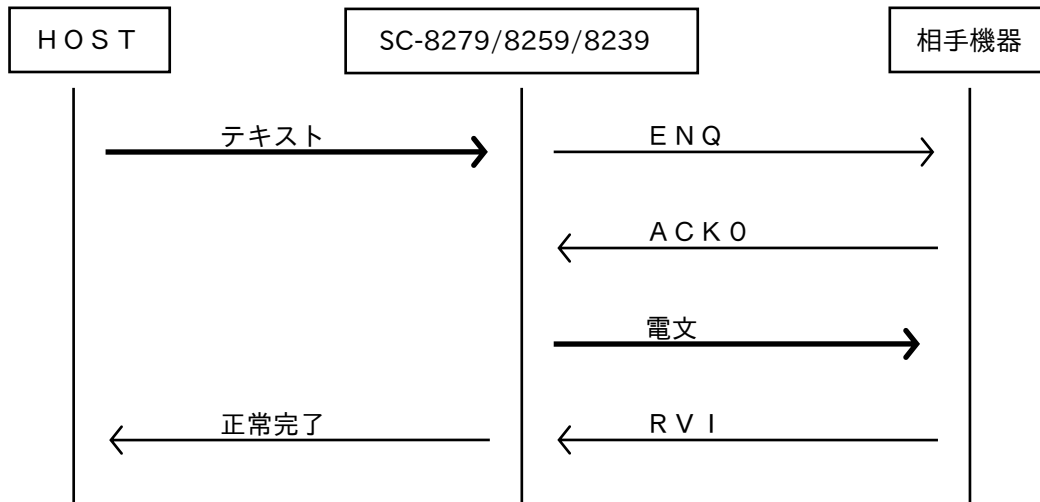 ＨＯＳＴ
SC-8279/8259/8239
相手機器
テキスト
ＥＮＱ
ＡＣＫ０
電文
正常完了
ＲＶＩ